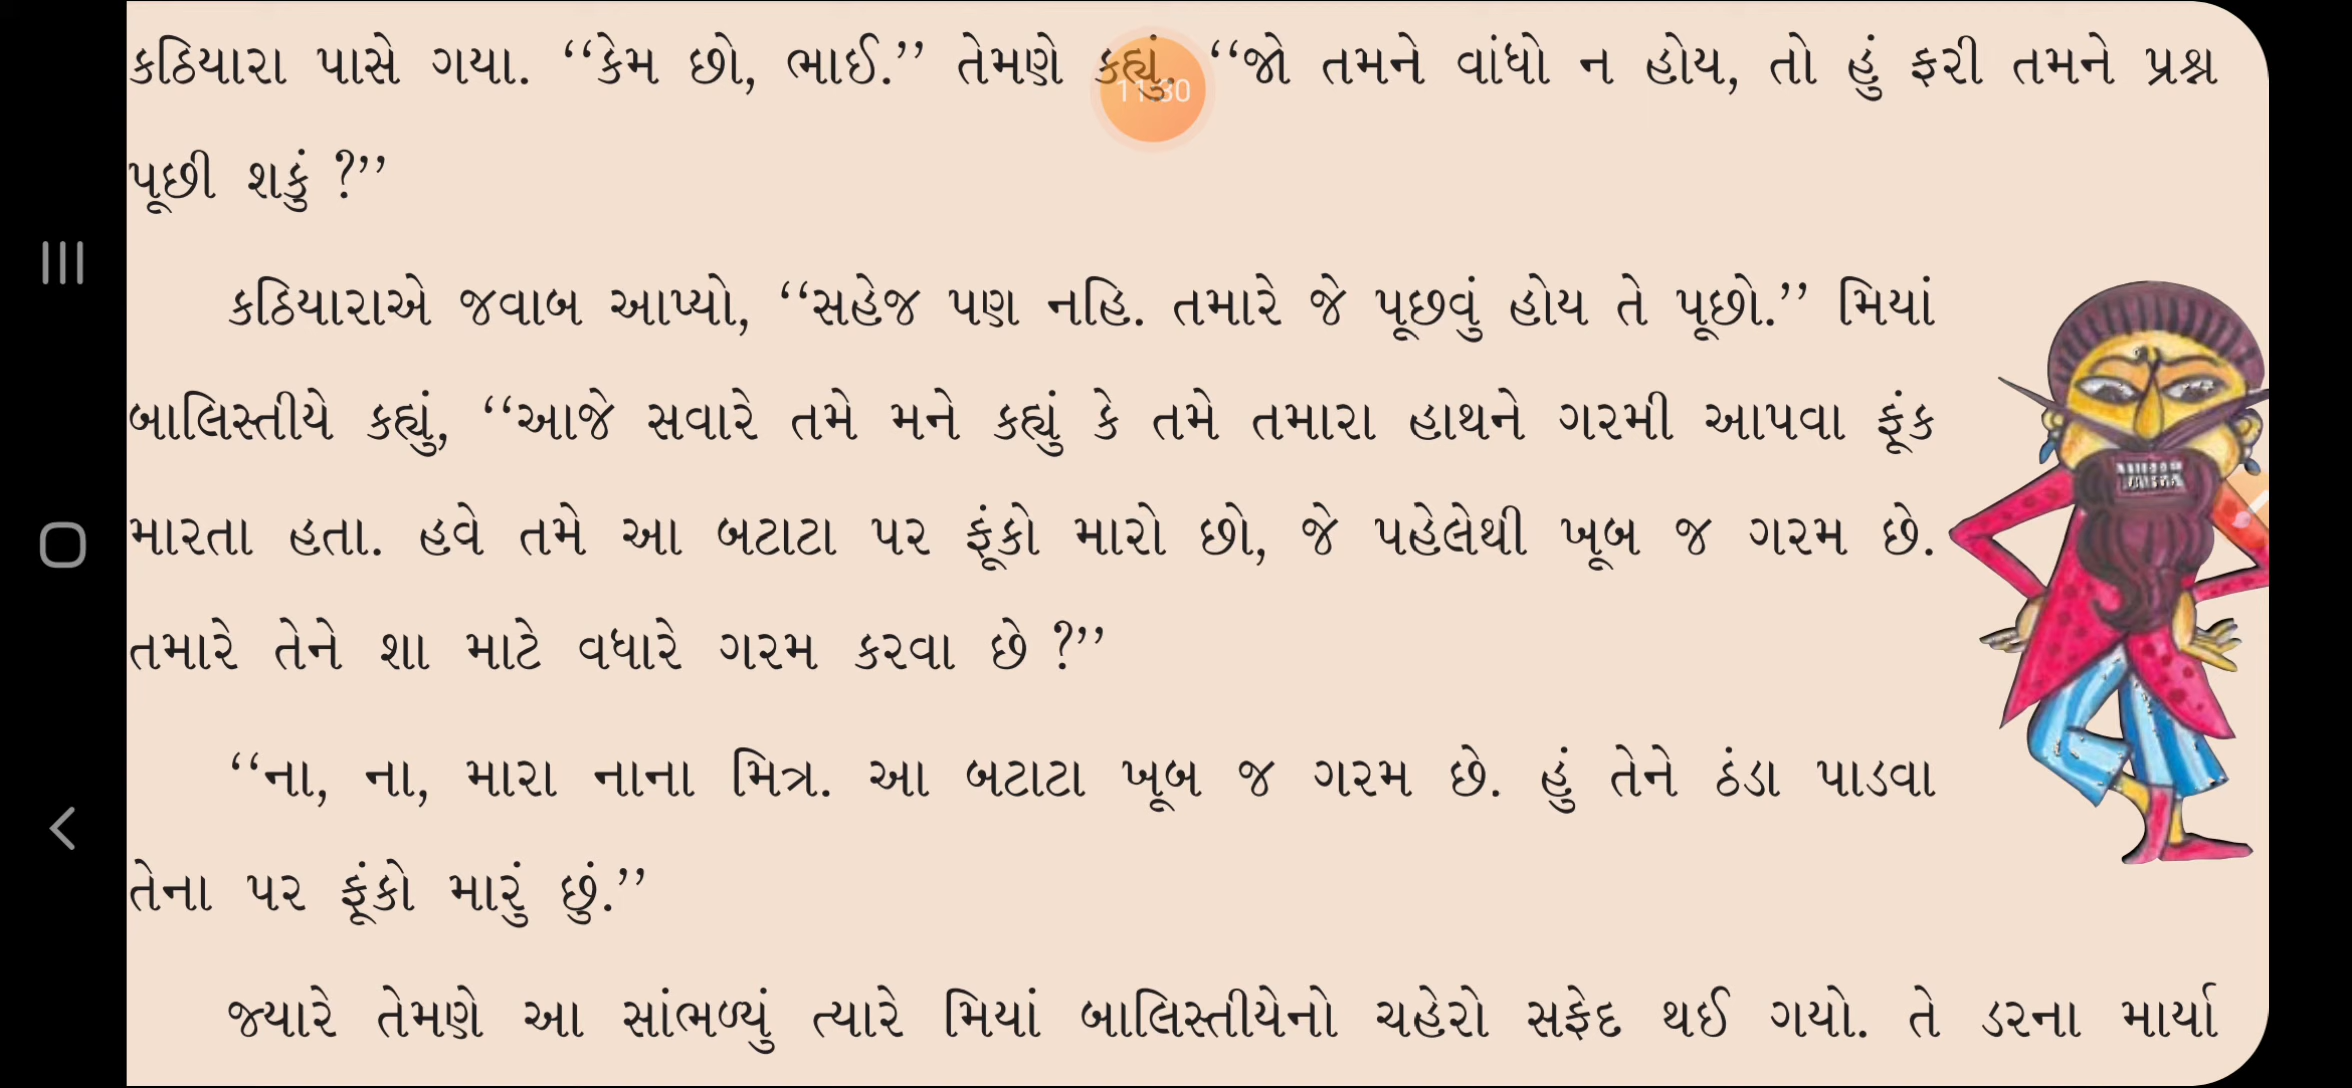 કઠિયારા પાસે ગયા. ‘‘કેમ છો, ભાઈ.’’ તેમણે કહ્યું, ‘‘જો તમને વાંધો ન હોય, તો હું ફરી તમને પ્રશ્ન
11:30
પૂછી શકું ?’’
કઠિયારાએ જવાબ આપ્યો, ‘‘સહેજ પણ નહિ. તમારે જે પૂછવું હોય તે પૂછો.’’ મિયાં
બાલિસ્તીયે કહ્યું, ‘‘આજે સવારે તમે મને કહ્યું કે તમે તમારા હાથને ગરમી આપવા ફૂંક
મારતા હતા. હવે તમે આ બટાટા પર ફૂંકો મારો છો, જે પહેલેથી ખૂબ જ ગરમ છે.
તમારે તેને શા માટે વધારે ગરમ કરવા છે ?’’
‘‘ના, ના, મારા નાના મિત્ર. આ બટાટા ખૂબ જ ગરમ છે. હું તેને ઠંડા પાડવા
તેના પર ફૂંકો મારું છું.’’
જ્યારે તેમણે આ સાંભળ્યું ત્યારે મિયાં બાલિસ્તીયેનો ચહેરો સફેદ થઈ ગયો. તે ડરના માર્યા